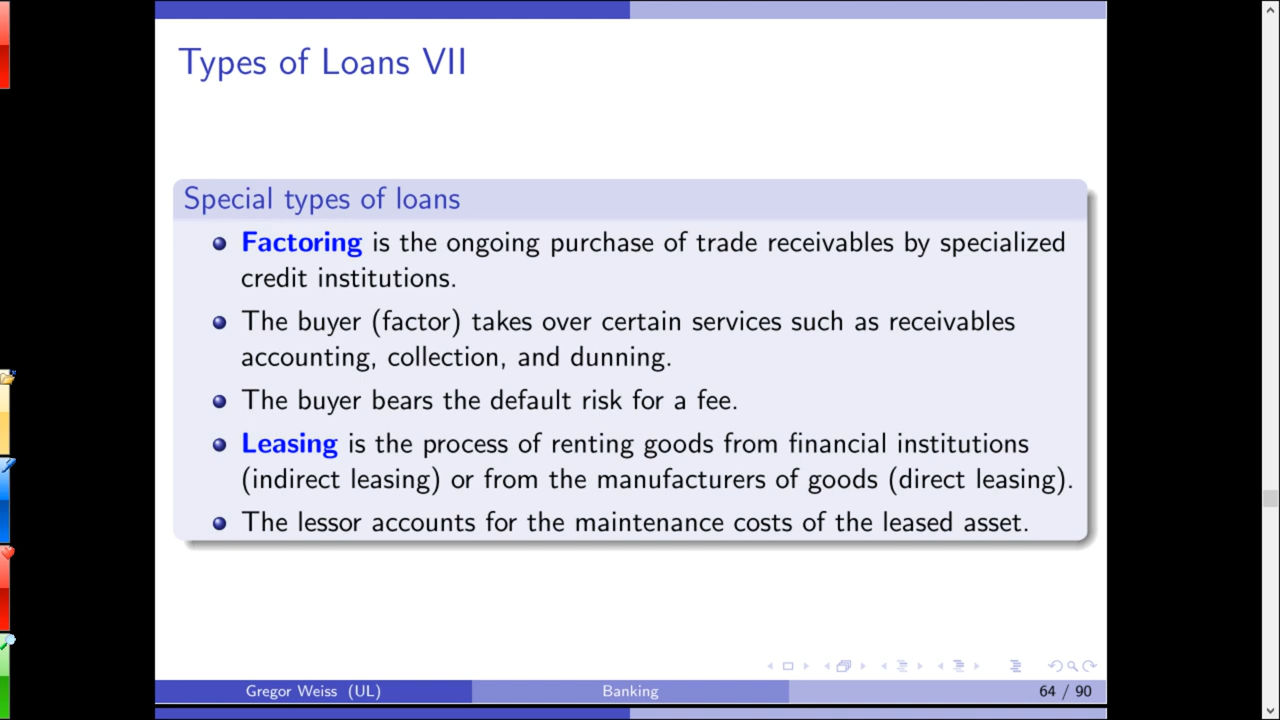 Types of Loans VII
Special types of loans
Factoring is the ongoing purchase of trade receivables by specialized
credit institutions.
The buyer (factor) takes over certain services such as receivables
accounting, collection, and dunning.
The buyer bears the default risk for a fee.
Leasing is the process of renting goods from financial institutions
(indirect leasing) or from the manufacturers of goods (direct leasing).
The lessor accounts for the maintenance costs of the leased asset.
Gregor Weiss (UL) Banking 64 / 90